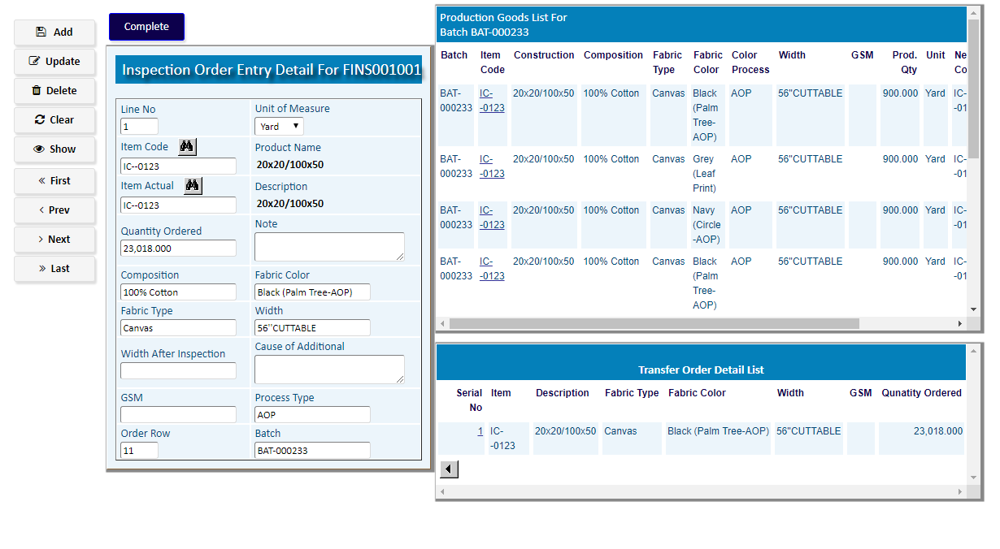 Add
Update
Delete
Clear
Show
« First
‹ Prev
› Next
» Last
Complete
Inspection Order Entry Detail For FINS001001
Line No
1
Unit of Measure
Yard
Item Code
IC--0123
Product Name
20x20/100x50
Item Actual
IC--0123
Description
20x20/100x50
Quantity Ordered
23,018.000
Note
Composition
100% Cotton
Fabric Color
Black (Palm Tree-AOP)
Fabric Type
Canvas
Width
56''CUTTABLE
Width After Inspection
Cause of Additional
GSM
Process Type
AOP
Order Row
11
Batch
BAT-000233
Production Goods List For
Batch BAT-000233
Batch Item Construction Composition Fabric Fabric Color Width GSM Prod. Unit Ne
Code Type Color Process Qty Co
BAT- IC- 20x20/100x50 100% Cotton Canvas Black AOP 56"CUTTABLE 900.000 Yard IC-
000233 -0123 (Palm -01
Tree-
AOP)
BAT- IC- 20x20/100x50 100% Cotton Canvas Grey AOP 56"CUTTABLE 900.000 Yard IC-
000233 -0123 (Leaf -01
Print)
BAT- IC- 20x20/100x50 100% Cotton Canvas Navy AOP 56"CUTTABLE 900.000 Yard IC-
000233 -0123 (Circle -01
-AOP)
BAT- IC- 20x20/100x50 100% Cotton Canvas Black AOP 56"CUTTABLE 900.000 Yard IC-
000233 -0123 (Palm -01
Tree-
AOP)
Transfer Order Detail List
Serial Item Description Fabric Type Fabric Color Width GSM Qunatity Ordered
No
1 IC- 20x20/100x50 Canvas Black (Palm Tree-AOP) 56"CUTTABLE 23,018.000
-0123